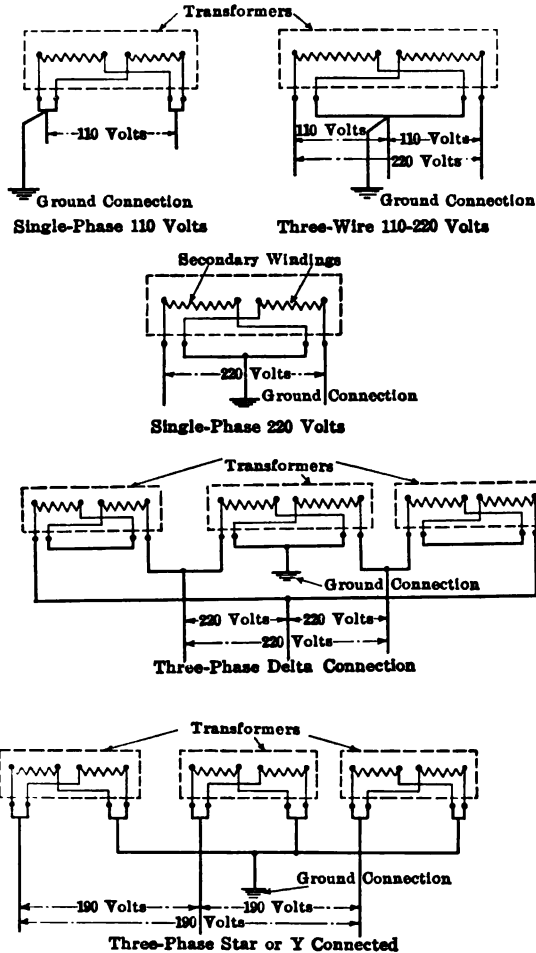 Transformers
110 Volts
Ground Connection
Single-Phase 110 Volts
110 Volts
110 Volts
220 Volts
Ground Connection
Three-Wire 110-220 Volts
Secondary Windings
220 Volts
Ground Connection
Single-Phase 220 Volts
Transformers
Ground Connection
220 Volts
220 Volts
220 Volts
Three-Phase Delta Connection
Transformers
Ground Connection
190 Volts
190 Volts
190 Volts
Three-Phase Star or Y Connected